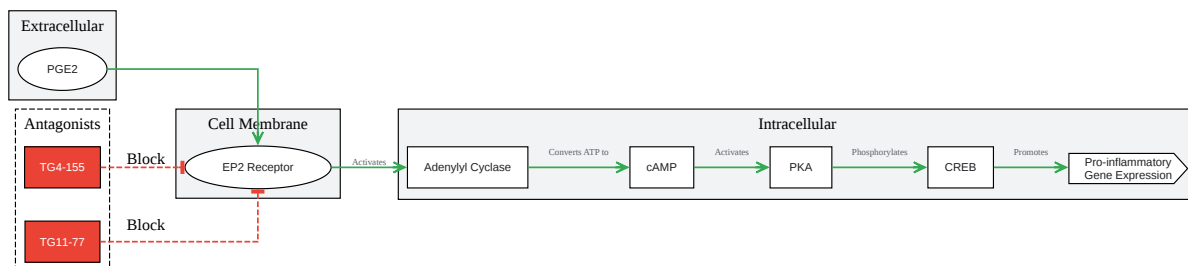 Extracellular
PGE2
Antagonists
TG4-155
Block
TG11-77
Block
Cell Membrane
EP2 Receptor
Activates
Intracellular
Adenylyl Cyclase
Converts ATP to
cAMP
Activates
PKA
Phosphorylates
CREB
Promotes
Pro-inflammatory
Gene Expression